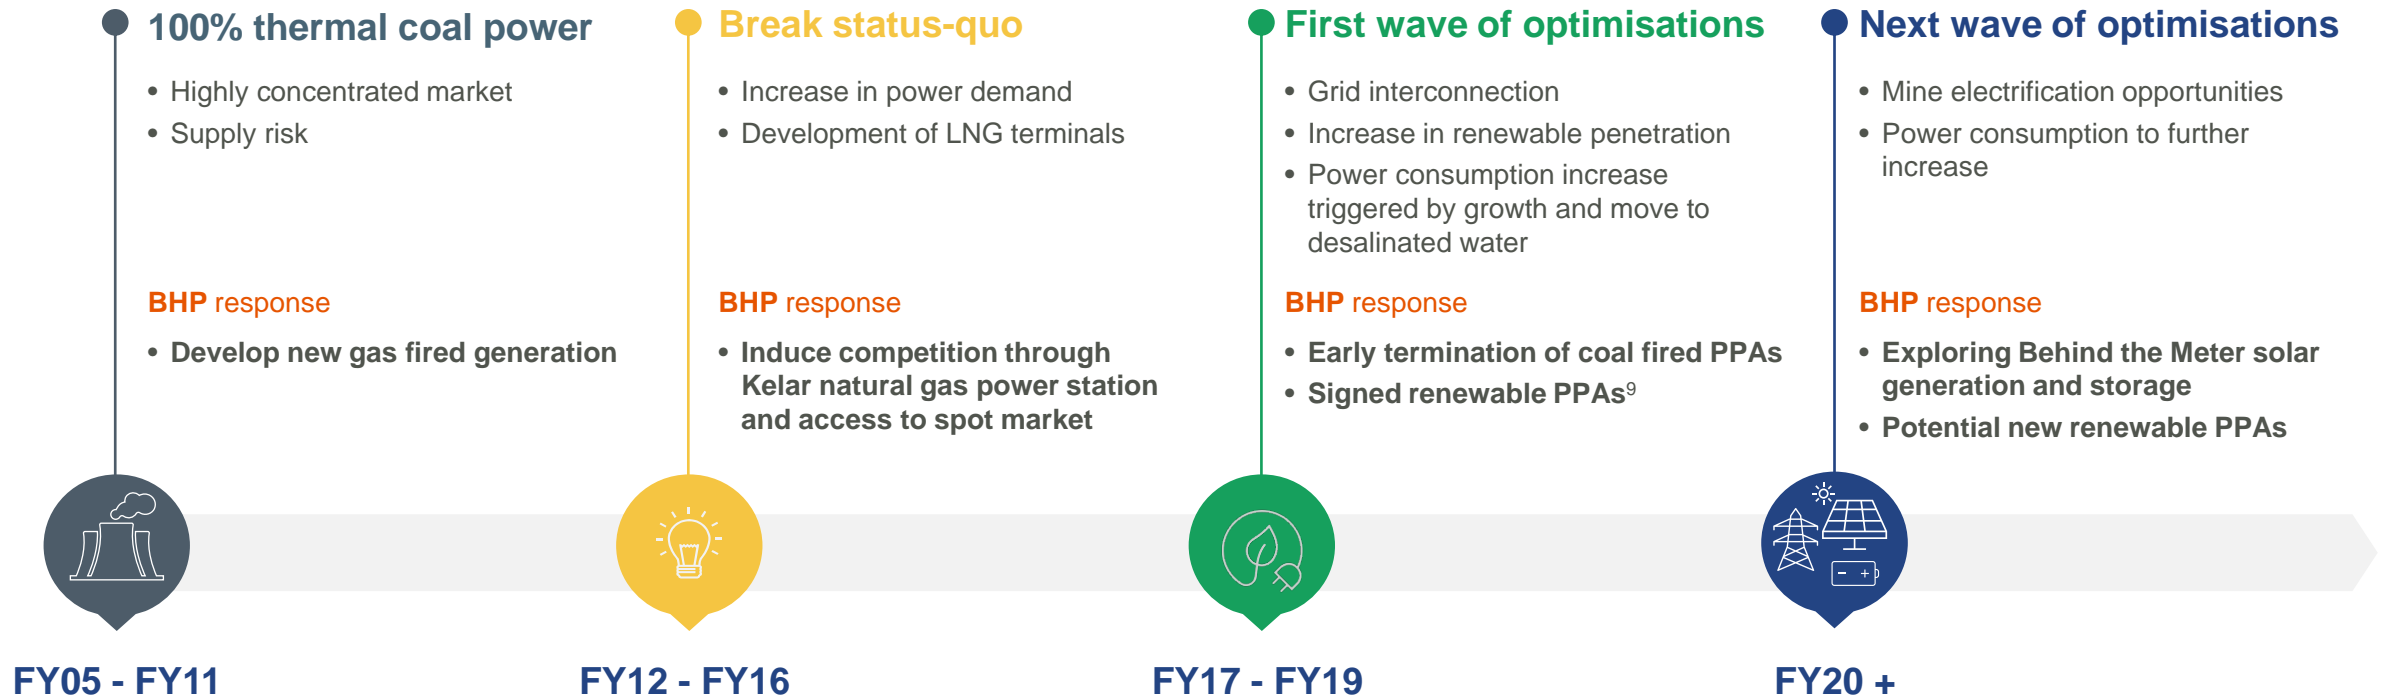 100% thermal coal power
• Highly concentrated market
• Supply risk
BHP response
• Develop new gas fired generation
FY05 - FY11
Break status-quo
• Increase in power demand
• Development of LNG terminals
BHP response
• Induce competition through
Kelar natural gas power station
and access to spot market
FY12 - FY16
First wave of optimisations
• Grid interconnection
• Increase in renewable penetration
• Power consumption increase
triggered by growth and move to
desalinated water
BHP response
• Early termination of coal fired PPAs
• Signed renewable PPAs⁹
FY17 - FY19
Next wave of optimisations
• Mine electrification opportunities
• Power consumption to further
increase
BHP response
• Exploring Behind the Meter solar
generation and storage
• Potential new renewable PPAs
FY20 +